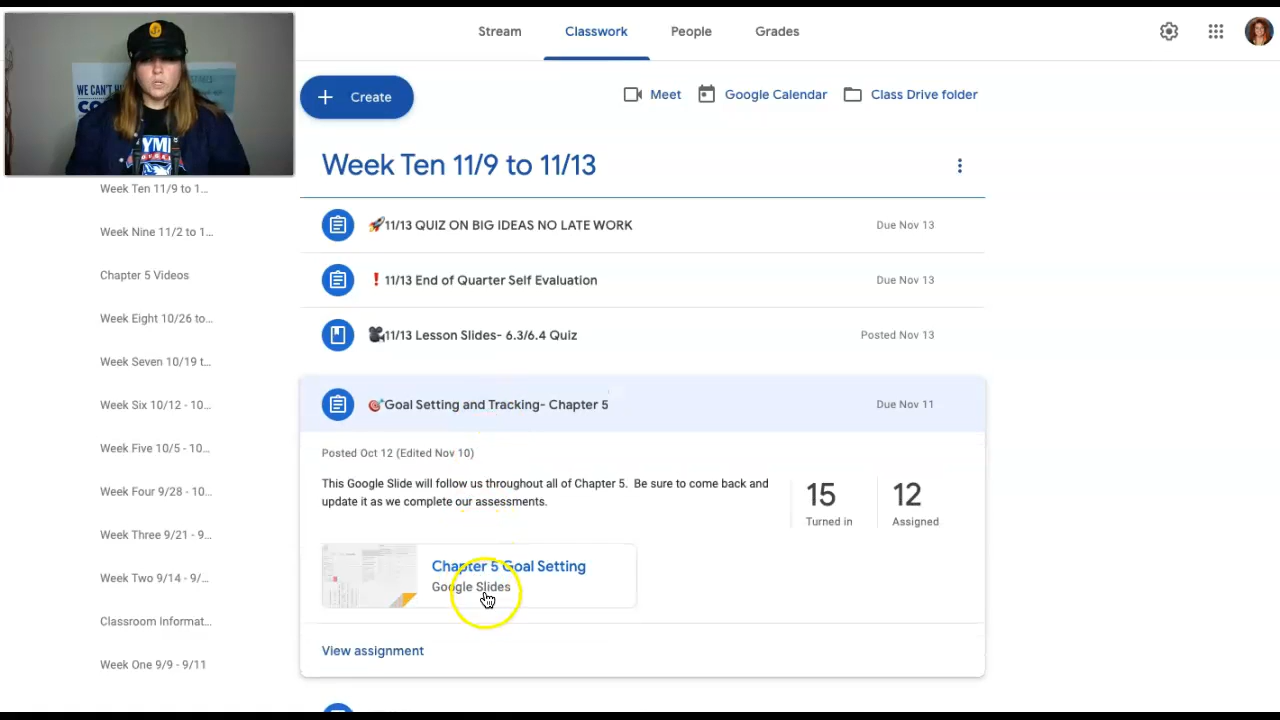 Stream Classwork People Grades
WE CAN'T H
CO
YM
Create
Meet Google Calendar Class Drive folder
Week Ten 11/9 to 11/13
Week Ten 11/9 to 1...
Week Nine 11/2 to 1...
Chapter 5 Videos
Week Eight 10/26 to...
Week Seven 10/19 t...
Week Six 10/12 - 10...
Week Five 10/5 - 10...
Week Four 9/28 - 10...
Week Three 9/21 - 9...
Week Two 9/14 - 9/...
Classroom Informat...
Week One 9/9 - 9/11
🚀11/13 QUIZ ON BIG IDEAS NO LATE WORK Due Nov 13
❗11/13 End of Quarter Self Evaluation Due Nov 13
🎥11/13 Lesson Slides- 6.3/6.4 Quiz Posted Nov 13
🎯Goal Setting and Tracking- Chapter 5 Due Nov 11
Posted Oct 12 (Edited Nov 10)
This Google Slide will follow us throughout all of Chapter 5. Be sure to come back and
update it as we complete our assessments.
15 12
Turned in Assigned
Chapter 5 Goal Setting
Google Slides
View assignment